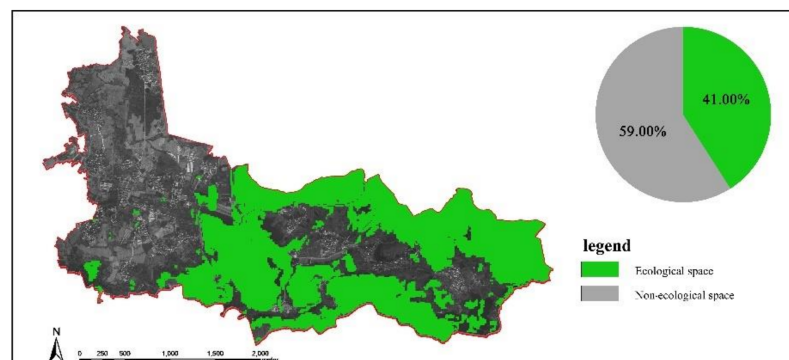 41.00%
59.00%
legend
Ecological space
Non-ecological space
N
0 250 500 1,000 1,500 2,000